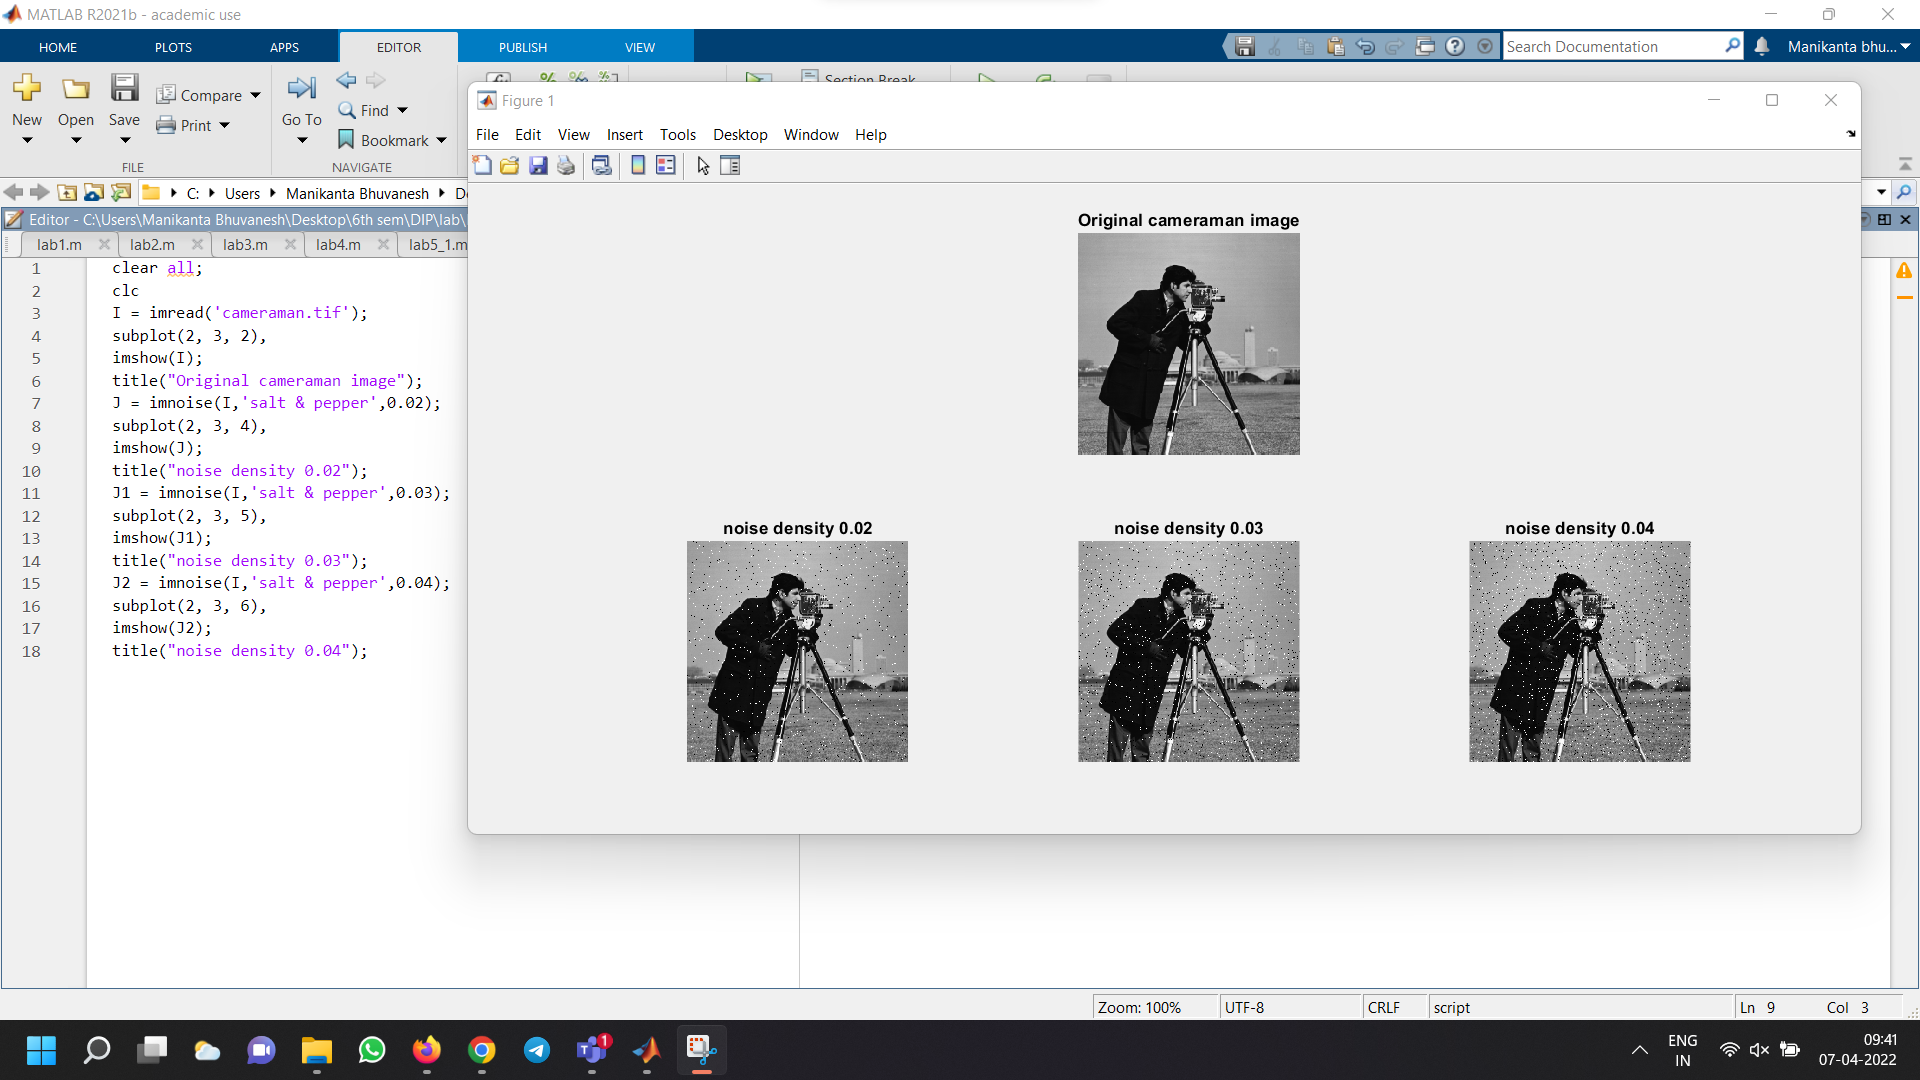 MATLAB R2021b - academic use
HOME PLOTS APPS EDITOR PUBLISH VIEW
Search Documentation
Manikanta bhu...
New
Open
Save
Compare
Print
FILE
Go To
Find
Bookmark
NAVIGATE
Section Break
C: Users Manikanta Bhuvanesh
Editor - C:\Users\Manikanta Bhuvanesh\Desktop\6th sem\DIP\lab\
lab1.m lab2.m lab3.m lab4.m lab5_1.m
1 clear all;
2 clc
3 I = imread('cameraman.tif');
4 subplot(2, 3, 2),
5 imshow(I);
6 title("Original cameraman image");
7 J = imnoise(I,'salt & pepper',0.02);
8 subplot(2, 3, 4),
9 imshow(J);
10 title("noise density 0.02");
11 J1 = imnoise(I,'salt & pepper',0.03);
12 subplot(2, 3, 5),
13 imshow(J1);
14 title("noise density 0.03");
15 J2 = imnoise(I,'salt & pepper',0.04);
16 subplot(2, 3, 6),
17 imshow(J2);
18 title("noise density 0.04");
Figure 1
File Edit View Insert Tools Desktop Window Help
Original cameraman image
noise density 0.02
noise density 0.03
noise density 0.04
Zoom: 100% UTF-8 CRLF script Ln 9 Col 3
1
ENG
IN
09:41
07-04-2022